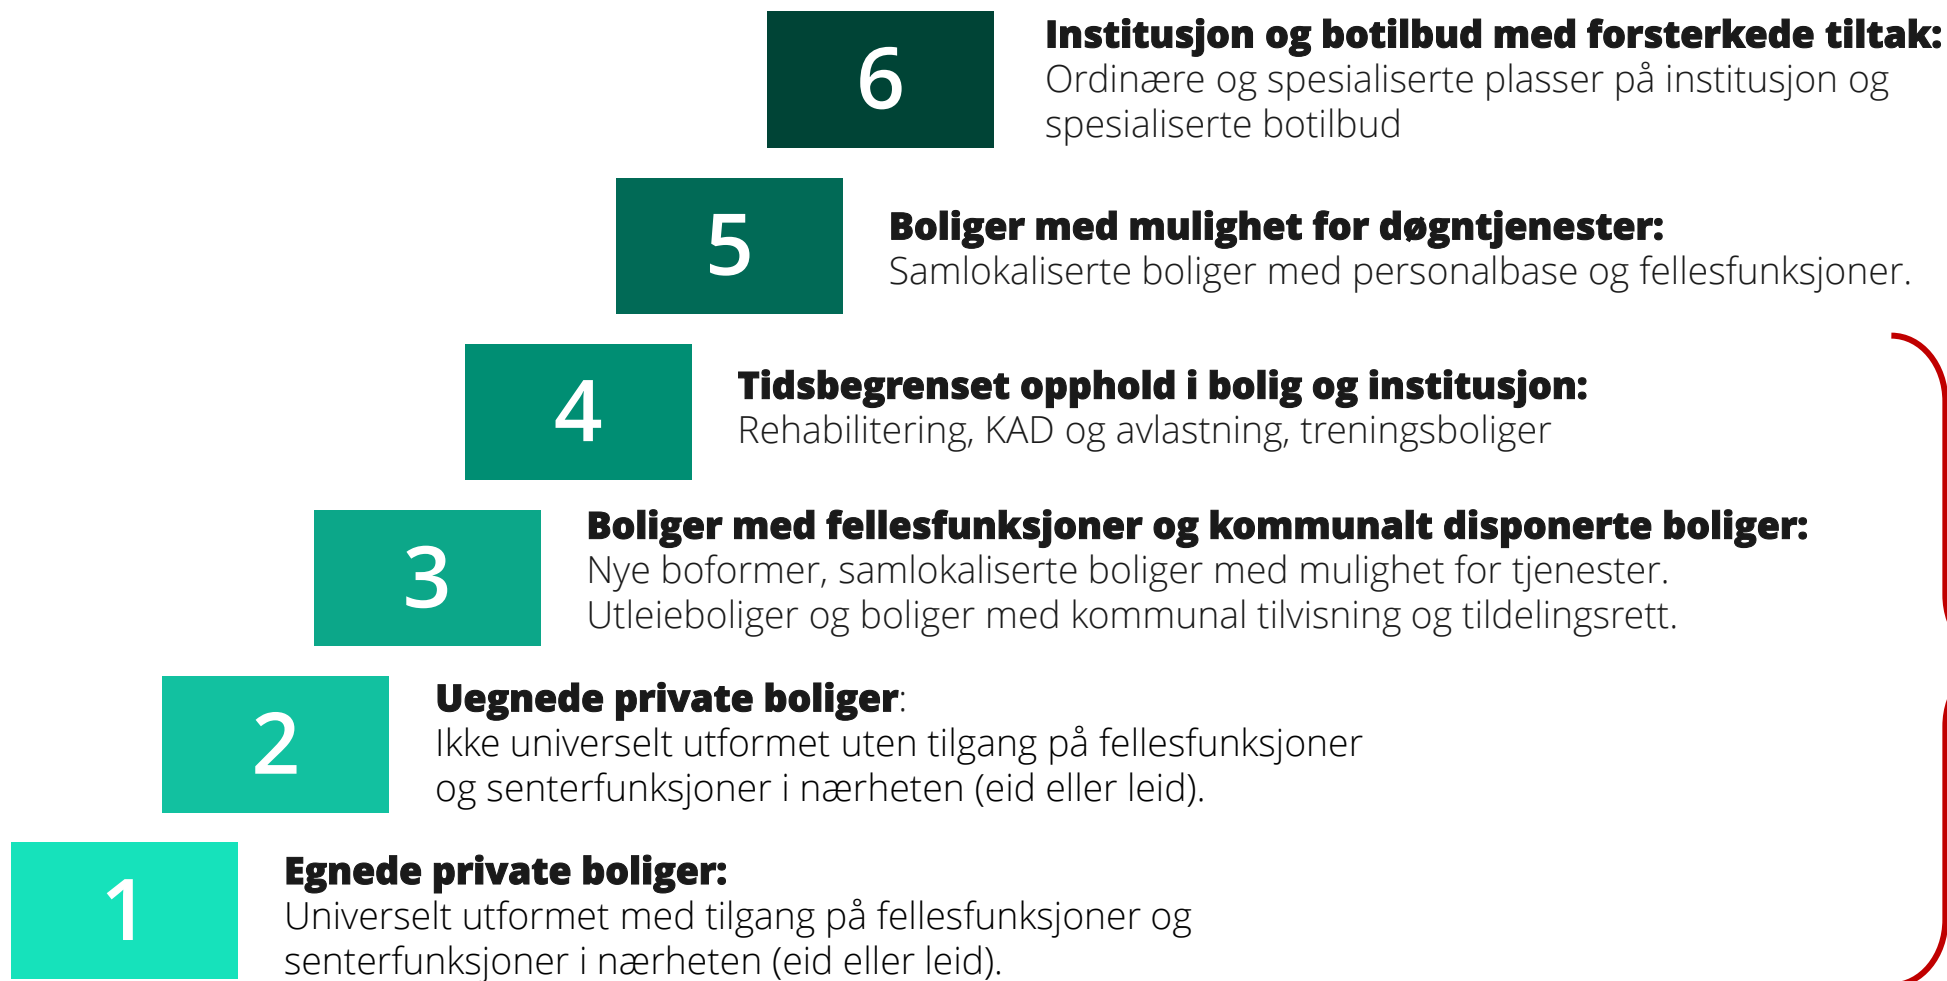 6
Institusjon og botilbud med forsterkede tiltak:
Ordinære og spesialiserte plasser på institusjon og
spesialiserte botilbud
5
Boliger med mulighet for døgntjenester:
Samlokaliserte boliger med personalbase og fellesfunksjoner.
4
Tidsbegrenset opphold i bolig og institusjon:
Rehabilitering, KAD og avlastning, treningsboliger
3
Boliger med fellesfunksjoner og kommunalt disponerte boliger:
Nye boformer, samlokaliserte boliger med mulighet for tjenester.
Utleieboliger og boliger med kommunal tilvisning og tildelingsrett.
2
Uegnede private boliger:
Ikke universelt utformet uten tilgang på fellesfunksjoner
og senterfunksjoner i nærheten (eid eller leid).
1
Egnede private boliger:
Universelt utformet med tilgang på fellesfunksjoner og
senterfunksjoner i nærheten (eid eller leid).